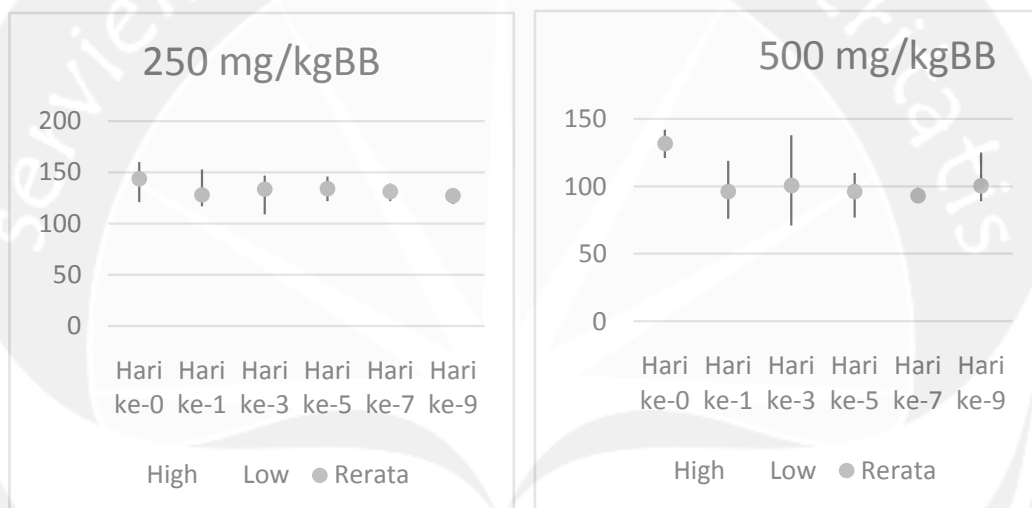 250 mg/kgBB
200
150
100
50
0
Hari Hari Hari Hari Hari Hari
ke-0 ke-1 ke-3 ke-5 ke-7 ke-9
High Low Rerata
500 mg/kgBB
150
100
50
0
Hari Hari Hari Hari Hari Hari
ke-0 ke-1 ke-3 ke-5 ke-7 ke-9
High Low Rerata